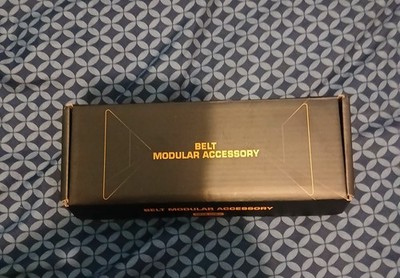 BELT
MODULAR ACCESSORY
BELT MODULAR ACCESSORY